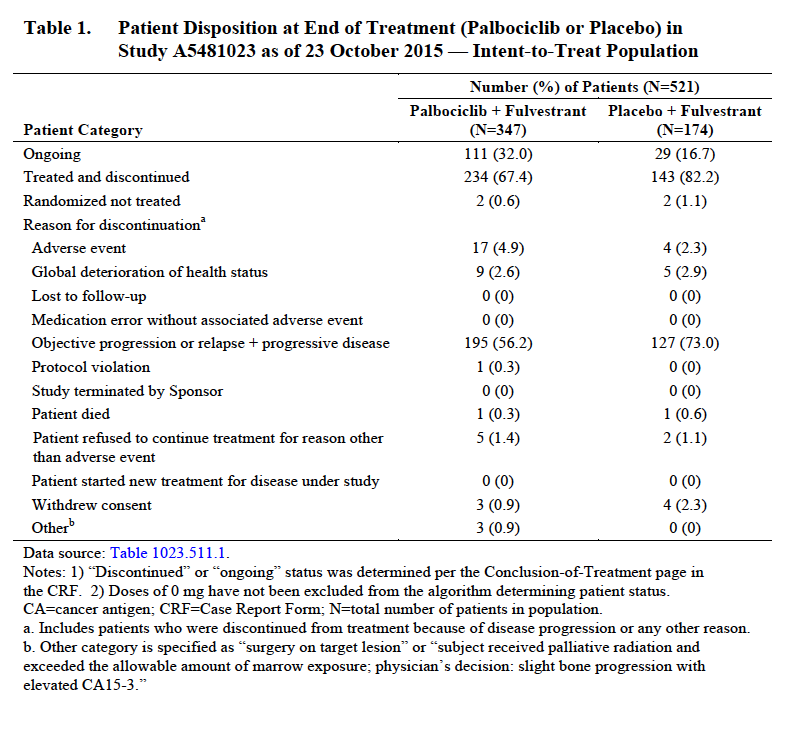 Table 1. Patient Disposition at End of Treatment (Palbociclib or Placebo) in
Study A5481023 as of 23 October 2015 — Intent-to-Treat Population
Number (%) of Patients (N=521)
Palbociclib + Fulvestrant Placebo + Fulvestrant
Patient Category (N=347) (N=174)
Ongoing 111 (32.0) 29 (16.7)
Treated and discontinued 234 (67.4) 143 (82.2)
Randomized not treated 2 (0.6) 2 (1.1)
Reason for discontinuationa
Adverse event 17 (4.9) 4 (2.3)
Global deterioration of health status 9 (2.6) 5 (2.9)
Lost to follow-up 0 (0) 0 (0)
Medication error without associated adverse event 0 (0) 0 (0)
Objective progression or relapse + progressive disease 195 (56.2) 127 (73.0)
Protocol violation 1 (0.3) 0 (0)
Study terminated by Sponsor 0 (0) 0 (0)
Patient died 1 (0.3) 1 (0.6)
Patient refused to continue treatment for reason other 5 (1.4) 2 (1.1)
than adverse event
Patient started new treatment for disease under study 0 (0) 0 (0)
Withdrew consent 3 (0.9) 4 (2.3)
Otherb 3 (0.9) 0 (0)
Data source: Table 1023.511.1.
Notes: 1) “Discontinued” or “ongoing” status was determined per the Conclusion-of-Treatment page in
the CRF. 2) Doses of 0 mg have not been excluded from the algorithm determining patient status.
CA=cancer antigen; CRF=Case Report Form; N=total number of patients in population.
a. Includes patients who were discontinued from treatment because of disease progression or any other reason.
b. Other category is specified as “surgery on target lesion” or “subject received palliative radiation and
exceeded the allowable amount of marrow exposure; physician’s decision: slight bone progression with
elevated CA15-3.”